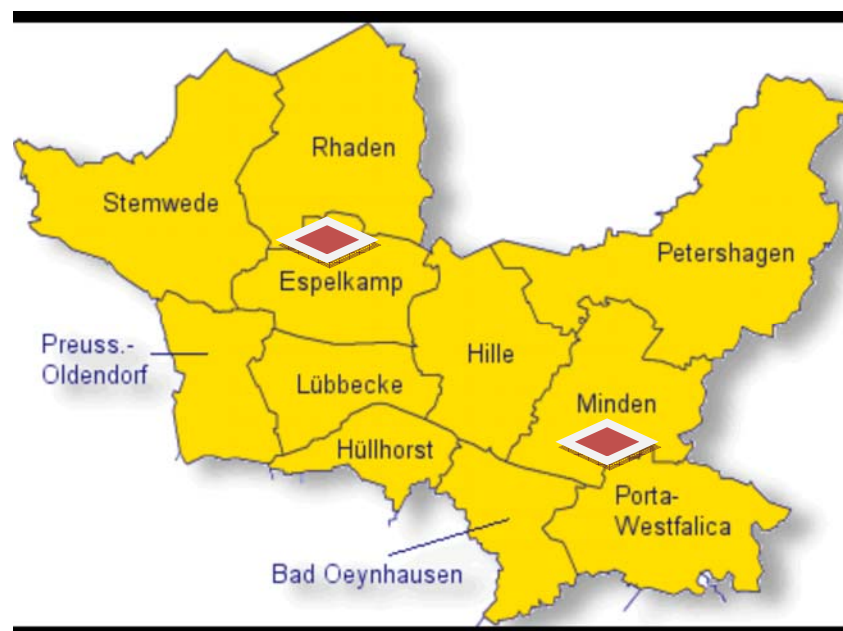 Rhaden
Stemwede
Petershagen
Espelkamp
Preuss.-
Oldendorf
Hille
Lübbecke
Minden
Hüllhorst
Porta-
Westfalica
Bad Oeynhausen